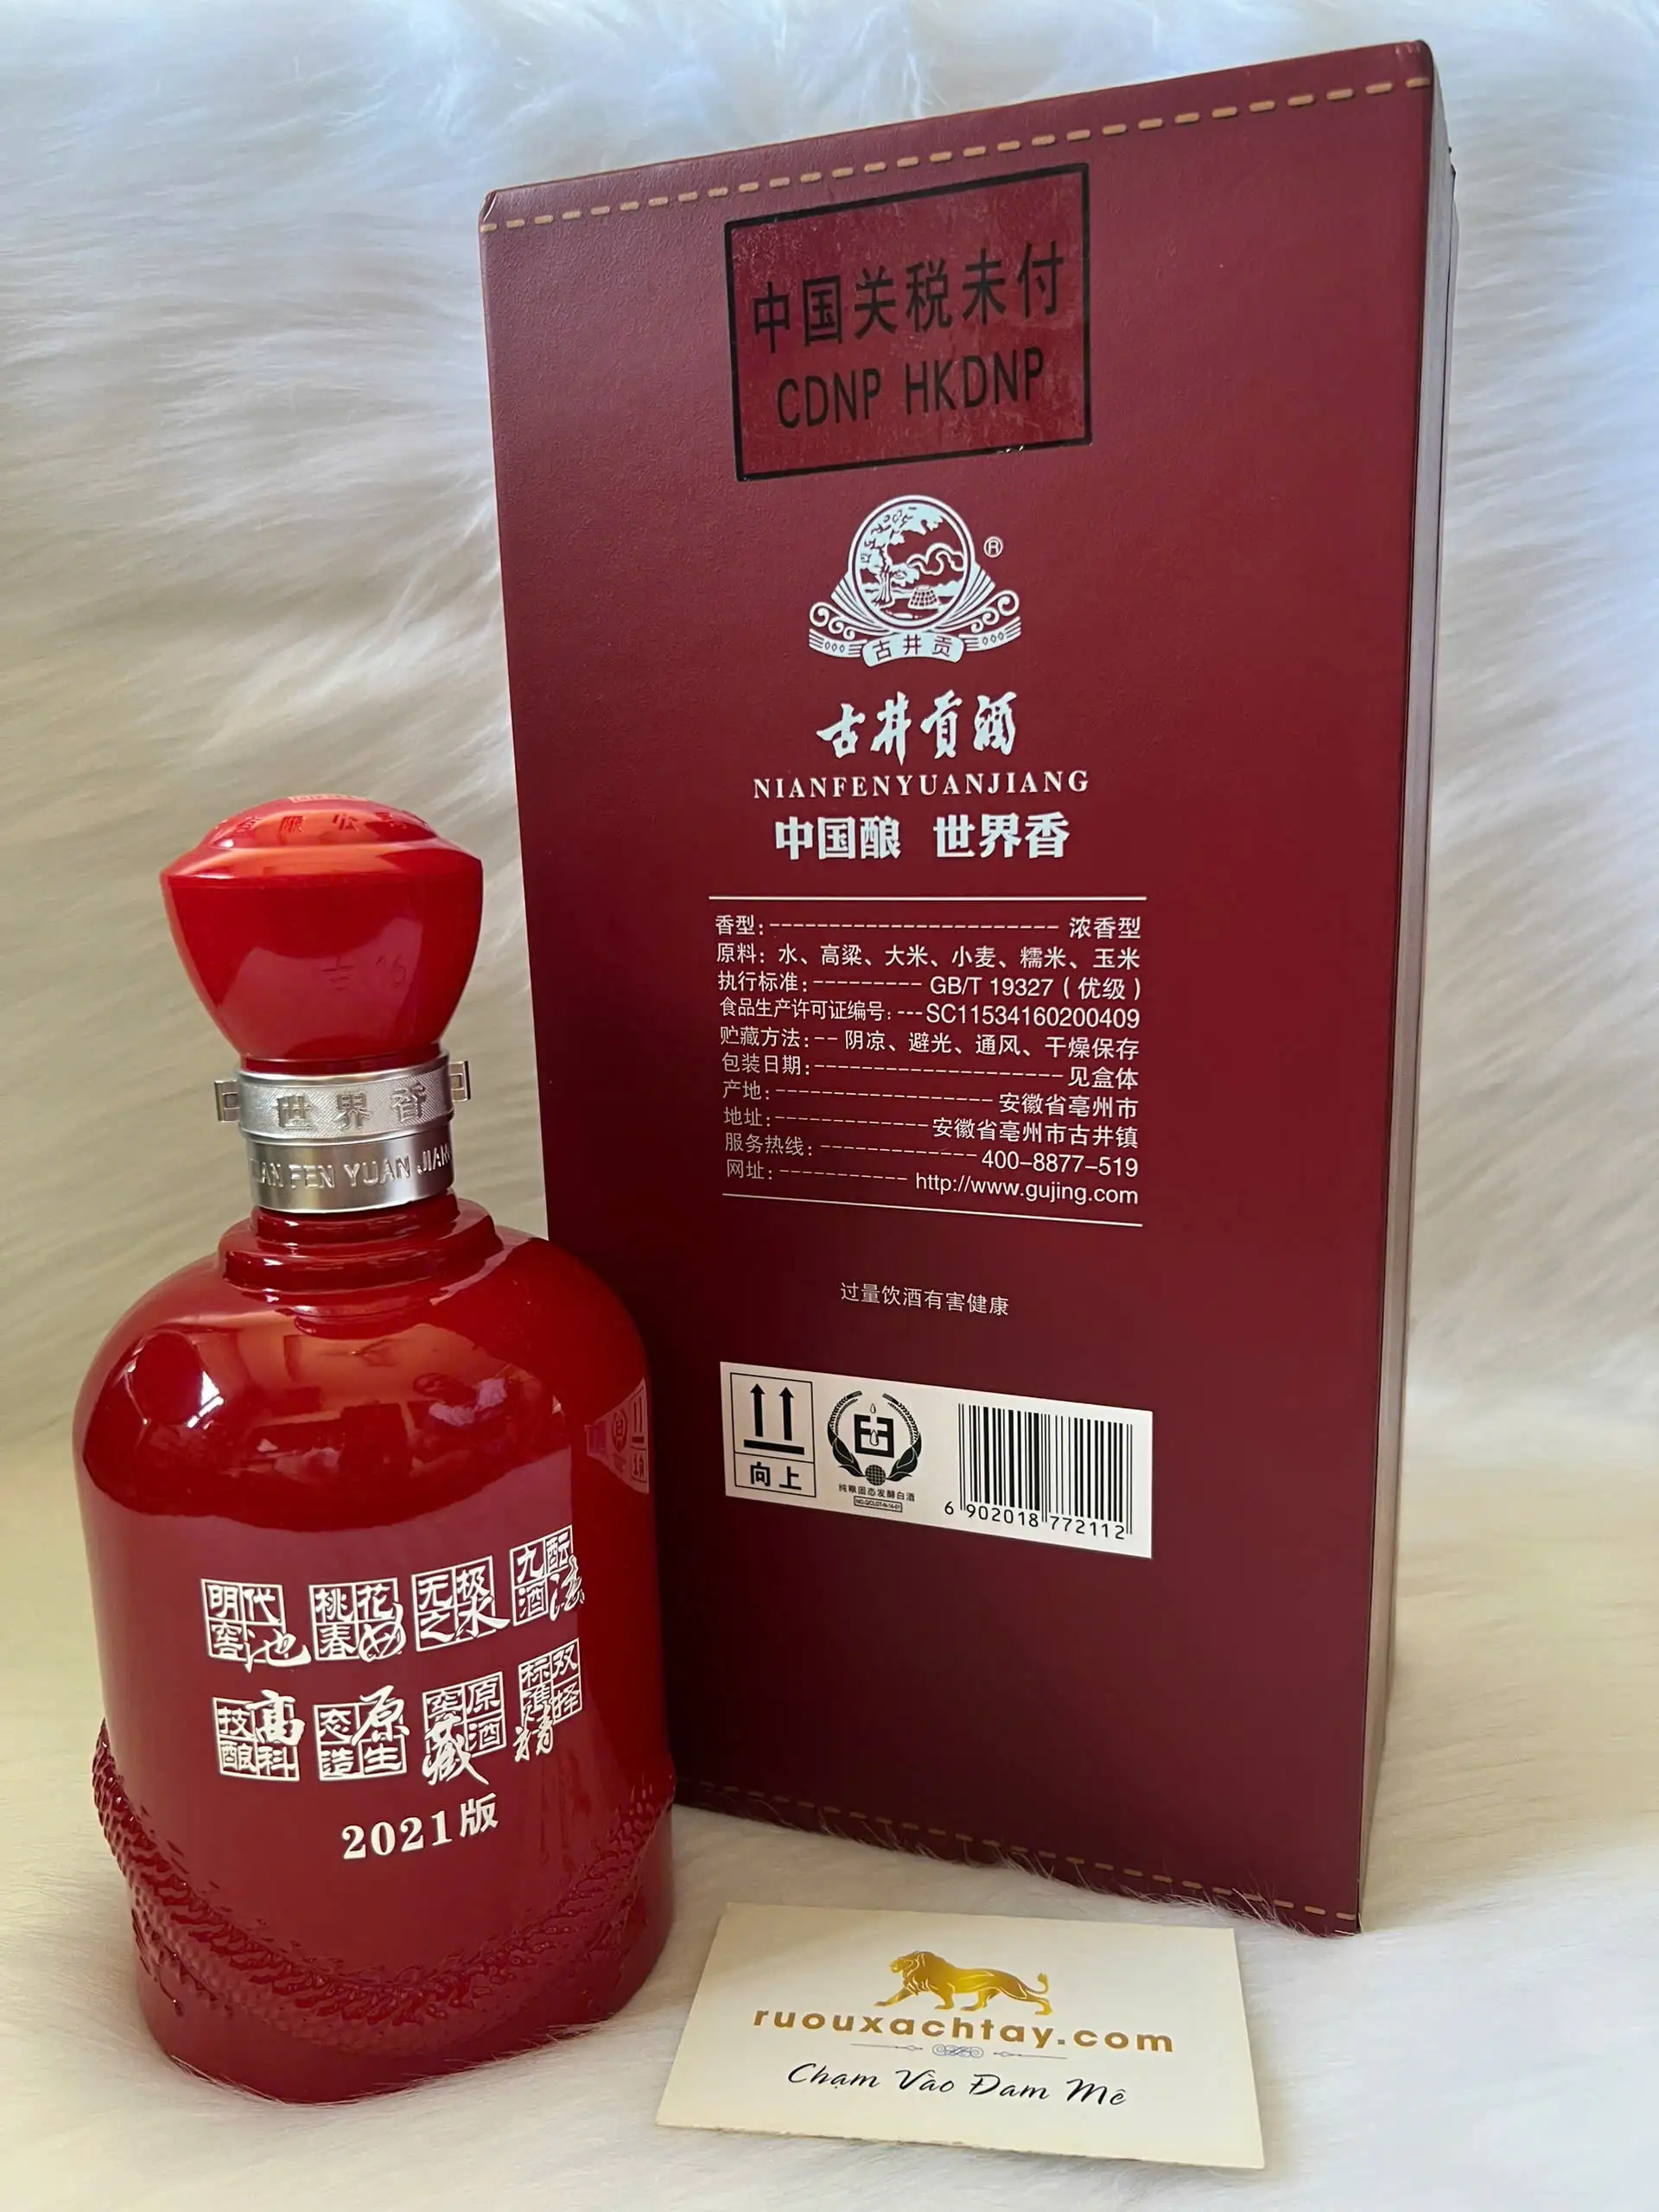 中国关税未付
CDNP HKDNP
®
古井贡
古井贡酒
NIANFENYUANJIANG
中国酿 世界香
香型:------------------------ 浓香型
原料: 水、高粱、大米、小麦、糯米、玉米
执行标准:--------- GB/T 19327 ( 优级 )
食品生产许可证编号: ---SC11534160200409
贮藏方法:-- 阴凉、避光、通风、干燥保存
包装日期:---------------------见盒体
产地:------------------ 安徽省亳州市
地址:-------------安徽省亳州市古井镇
服务热线:-------------400-8877-519
网址:----------- http://www.gujing.com
过量饮酒有害健康
向上
纯粮固态发酵白酒
6 902018 772112
世界香
FEN YUAN JIAN
明代窖池 桃花春曲 无极之水 九酝酒法
高科技酿 原生态造 窖藏原酒 双标准精择
2021版
ruouxachtay.com
Chạm Vào Đam Mê